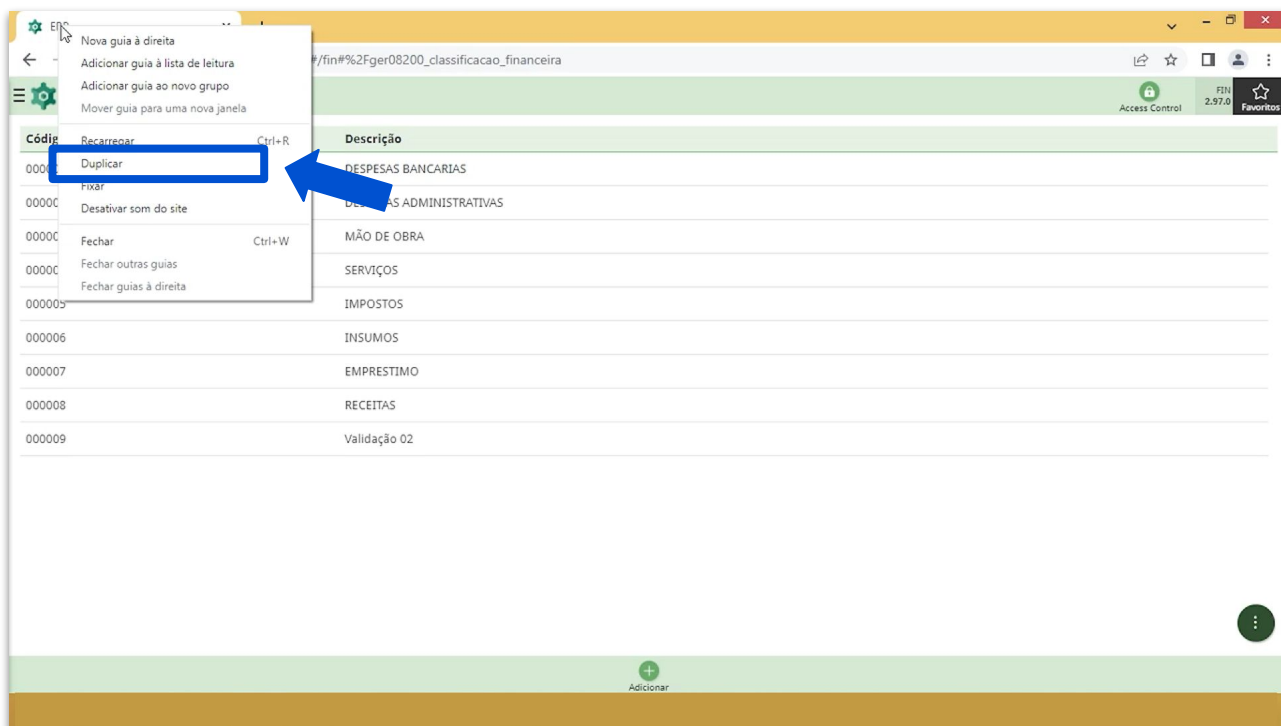 ERP
Nova guia à direita
Adicionar guia à lista de leitura
Adicionar guia ao novo grupo
Mover guia para uma nova janela
Recarregar Ctrl+R
Duplicar
Fixar
Desativar som do site
Fechar Ctrl+W
Fechar outras guias
Fechar guias à direita
#/fin#%2Fger08200_classificacao_financeira
Access Control
FIN
2.97.0
Favoritos
Descrição
DESPESAS BANCARIAS
ADMINISTRATIVAS
MÃO DE OBRA
SERVIÇOS
000005 IMPOSTOS
000006 INSUMOS
000007 EMPRESTIMO
000008 RECEITAS
000009 Validação 02
Adicionar